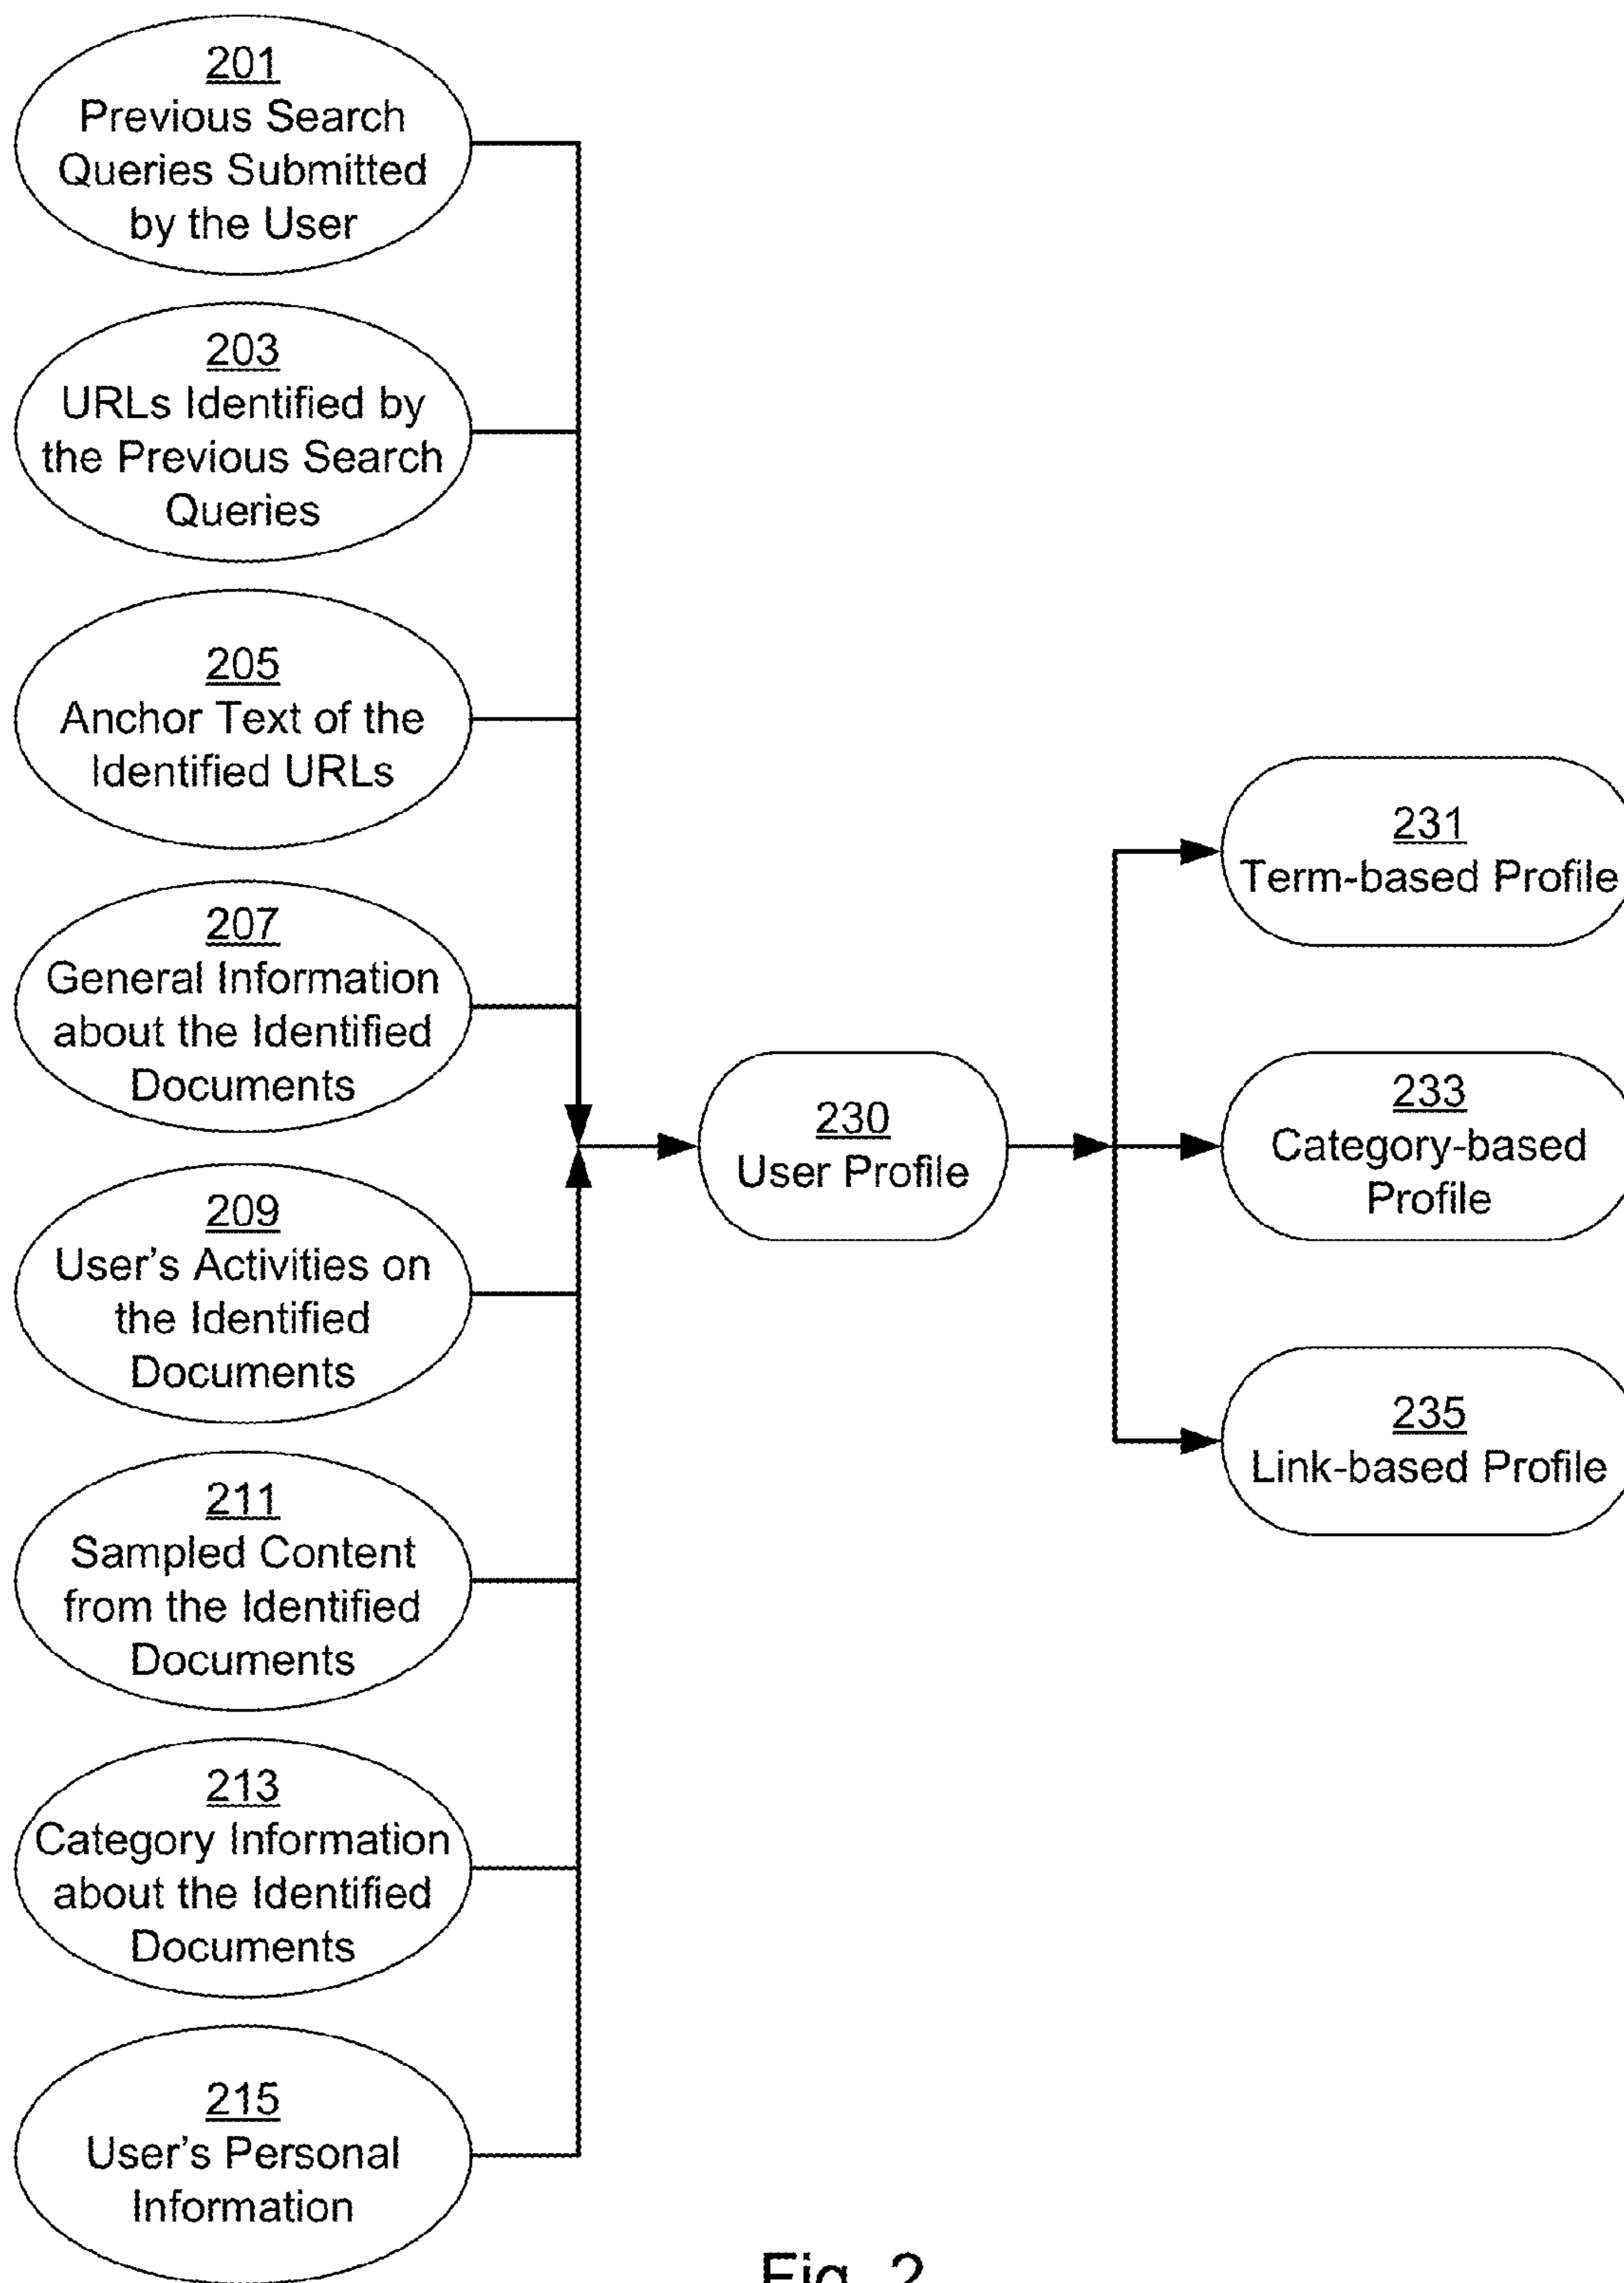 201
Previous Search
Queries Submitted
by the User
203
URLs Identified by
the Previous Search
Queries
205
Anchor Text of the
Identified URLs
207
General Information
about the Identified
Documents
209
User's Activities on
the Identified
Documents
211
Sampled Content
from the Identified
Documents
213
Category Information
about the Identified
Documents
215
User's Personal
Information
230
User Profile
231
Term-based Profile
233
Category-based
Profile
235
Link-based Profile
Fig. 2